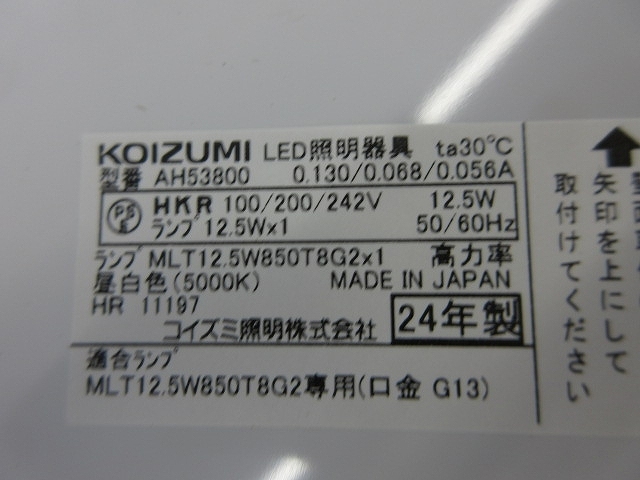 KOIZUMI LED照明器具 ta30℃
型番 AH53800 0.130/0.068/0.056A
PSE HKR 100/200/242V 12.5W
ランプ 12.5W×1 50/60Hz
ランプ MLT12.5W850T8G2×1 高力率
昼白色(5000K) MADE IN JAPAN
HR 11197
コイズミ照明株式会社 24年製
適合ランプ
MLT12.5W850T8G2専用(口金 G13)
矢印を上にして
取付けてください